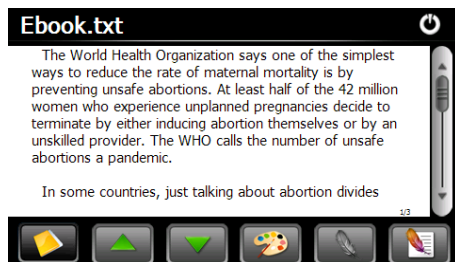 Ebook.txt
The World Health Organization says one of the simplest
ways to reduce the rate of maternal mortality is by
preventing unsafe abortions. At least half of the 42 million
women who experience unplanned pregnancies decide to
terminate by either inducing abortion themselves or by an
unskilled provider. The WHO calls the number of unsafe
abortions a pandemic.
In some countries, just talking about abortion divides
1/3